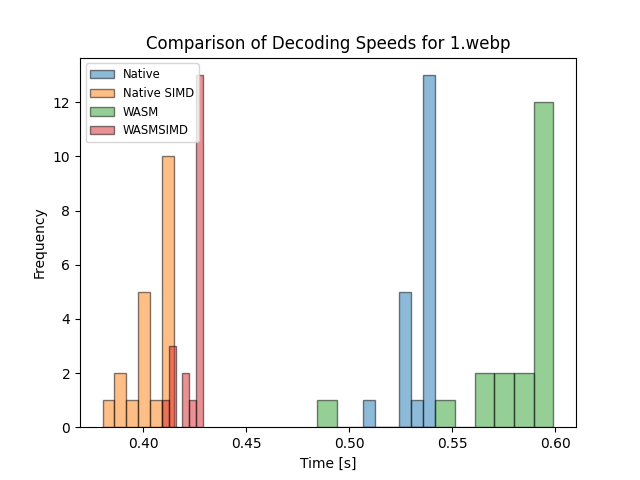 Comparison of Decoding Speeds for 1.webp
Native
Native SIMD
WASM
WASMSIMD
12
10
8
6
4
2
0
Frequency
0.40 0.45 0.50 0.55 0.60
Time [s]